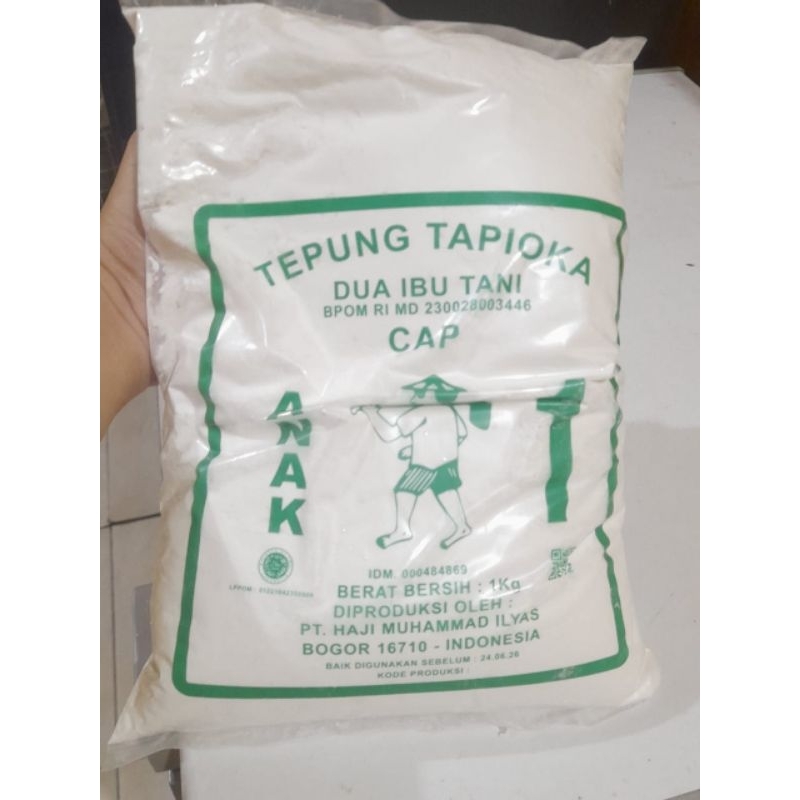 TEPUNG TAPIOKA
DUA IBU TANI
BPOM RI MD 230028003446
CAP
ANAK
IDM. 000484869
BERAT BERSIH : 1Kg
DIPRODUKSI OLEH :
PT. HAJI MUHAMMAD ILYAS
BOGOR 16710 - INDONESIA
BAIK DIGUNAKAN SEBELUM : 24.06.26
KODE PRODUKSI :